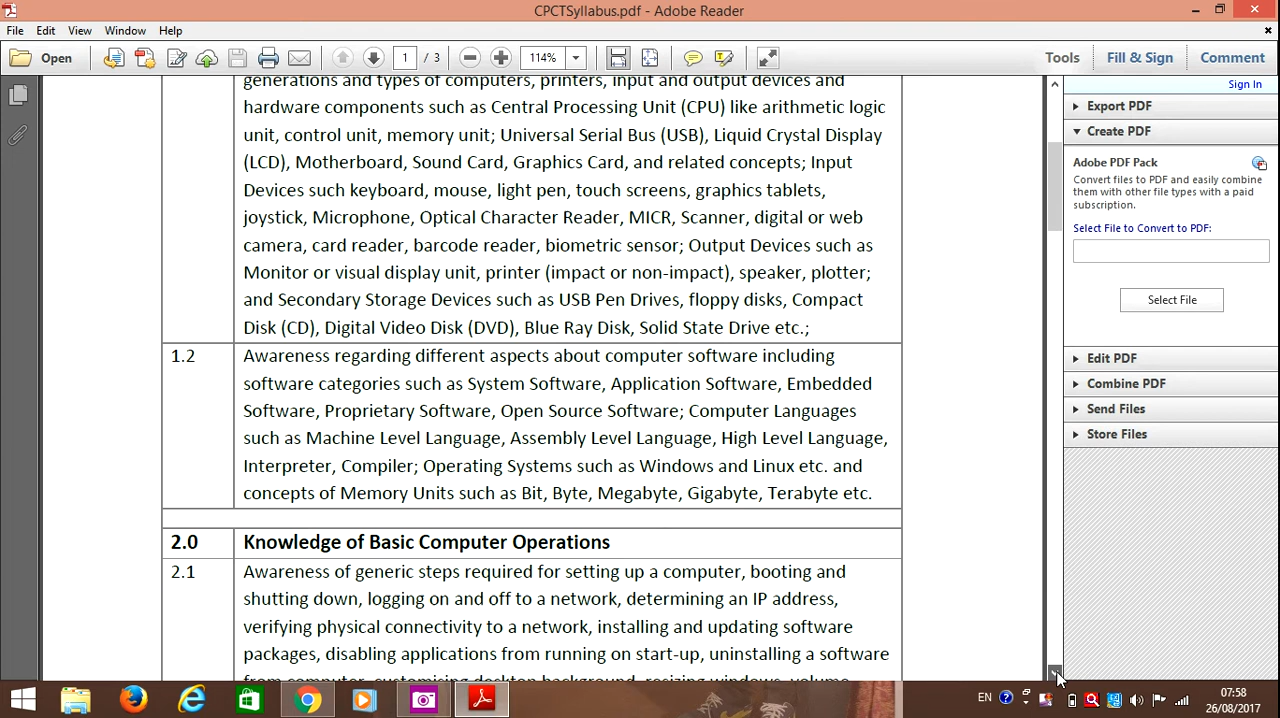 CPCTSyllabus.pdf - Adobe Reader
File Edit View Window Help
Open 1 / 3 114% Tools Fill & Sign Comment
generations and types of computers, printers, input and output devices and
hardware components such as Central Processing Unit (CPU) like arithmetic logic
unit, control unit, memory unit; Universal Serial Bus (USB), Liquid Crystal Display
(LCD), Motherboard, Sound Card, Graphics Card, and related concepts; Input
Devices such keyboard, mouse, light pen, touch screens, graphics tablets,
joystick, Microphone, Optical Character Reader, MICR, Scanner, digital or web
camera, card reader, barcode reader, biometric sensor; Output Devices such as
Monitor or visual display unit, printer (impact or non-impact), speaker, plotter;
and Secondary Storage Devices such as USB Pen Drives, floppy disks, Compact
Disk (CD), Digital Video Disk (DVD), Blue Ray Disk, Solid State Drive etc.;
1.2 Awareness regarding different aspects about computer software including
software categories such as System Software, Application Software, Embedded
Software, Proprietary Software, Open Source Software; Computer Languages
such as Machine Level Language, Assembly Level Language, High Level Language,
Interpreter, Compiler; Operating Systems such as Windows and Linux etc. and
concepts of Memory Units such as Bit, Byte, Megabyte, Gigabyte, Terabyte etc.
2.0 Knowledge of Basic Computer Operations
2.1 Awareness of generic steps required for setting up a computer, booting and
shutting down, logging on and off to a network, determining an IP address,
verifying physical connectivity to a network, installing and updating software
packages, disabling applications from running on start-up, uninstalling a software
from computer, customising desktop background, resizing windows, volume
Sign In
Export PDF
Create PDF
Adobe PDF Pack
Convert files to PDF and easily combine
them with other file types with a paid
subscription.
Select File to Convert to PDF:
Select File
Edit PDF
Combine PDF
Send Files
Store Files
EN
07:58
26/08/2017